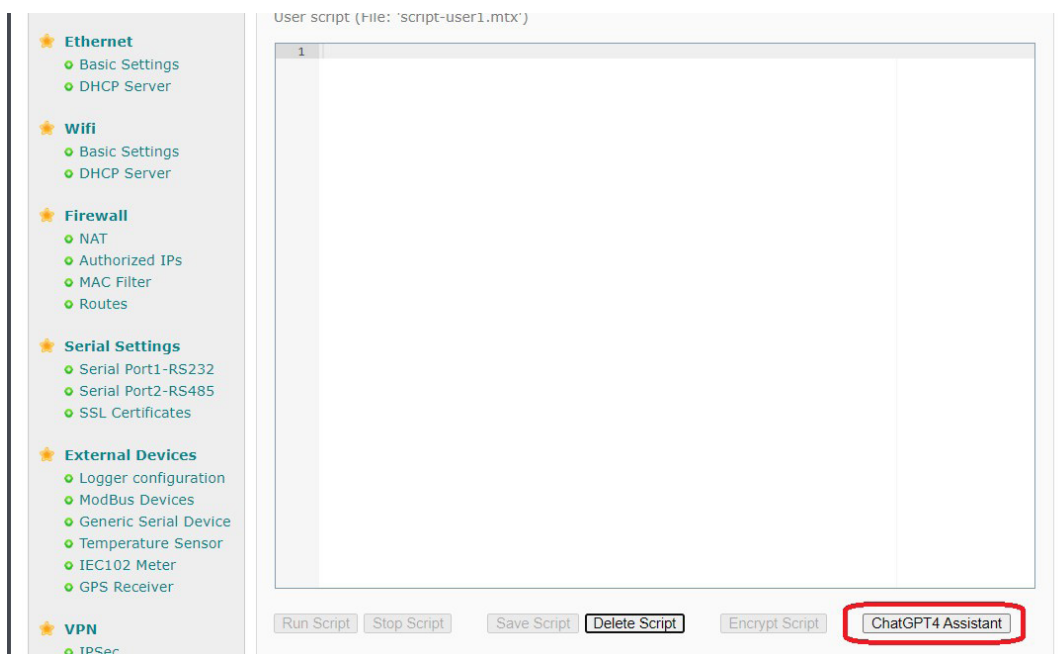 User script (File: 'script-user1.mtx')
Ethernet
Basic Settings
DHCP Server
Wifi
Basic Settings
DHCP Server
Firewall
NAT
Authorized IPs
MAC Filter
Routes
Serial Settings
Serial Port1-RS232
Serial Port2-RS485
SSL Certificates
External Devices
Logger configuration
ModBus Devices
Generic Serial Device
Temperature Sensor
IEC102 Meter
GPS Receiver
VPN
IPSec
1
Run Script Stop Script Save Script Delete Script Encrypt Script ChatGPT4 Assistant